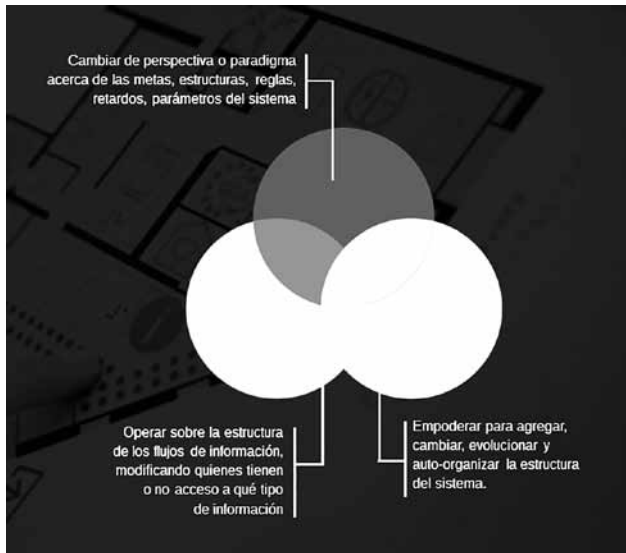 Cambiar de perspectiva o paradigma
acerca de las metas, estructuras, reglas,
retardos, parámetros del sistema
Operar sobre la estructura
de los flujos de información,
modificando quienes tienen
o no acceso a qué tipo
de información
Empoderar para agregar,
cambiar, evolucionar y
auto-organizar la estructura
del sistema.